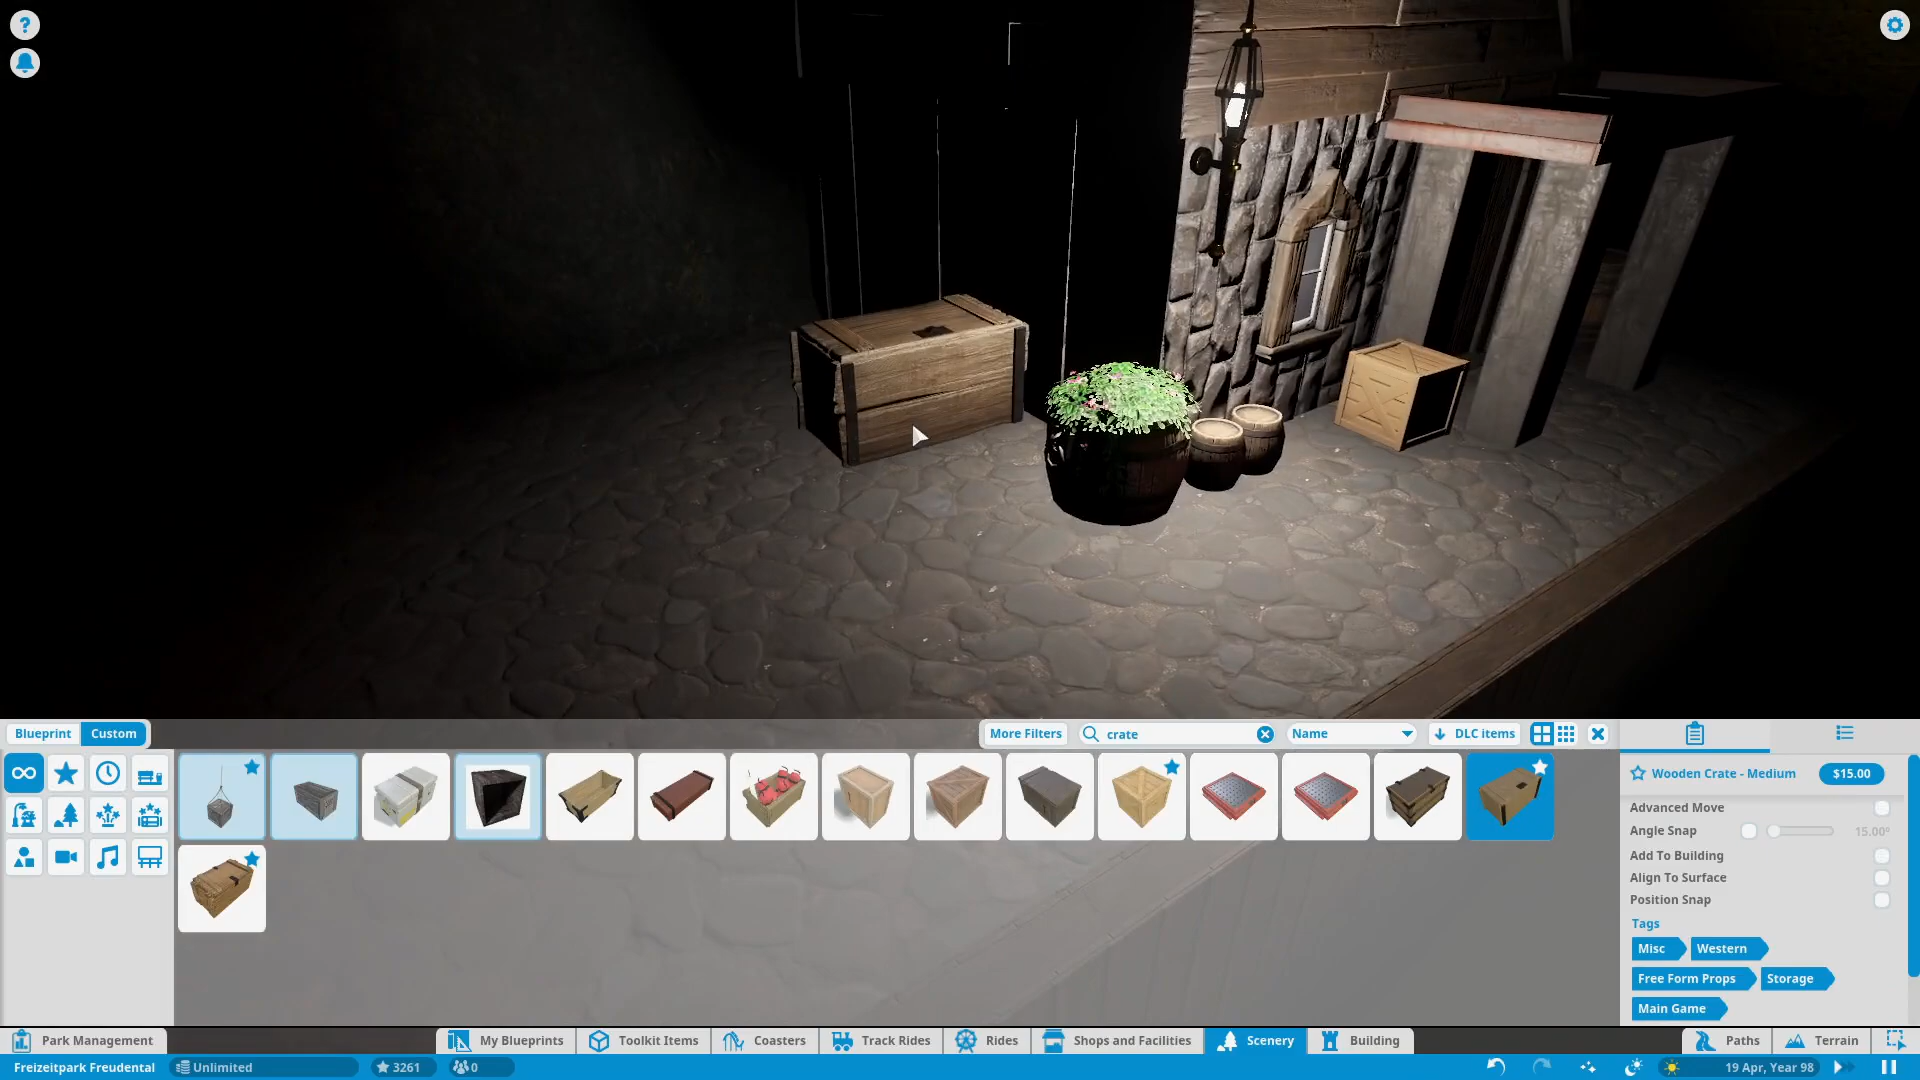 ?
Blueprint
Custom
More Filters
crate
Name
DLC items
Wooden Crate - Medium
$15.00
Advanced Move
Angle Snap
15.00°
Add To Building
Align To Surface
Position Snap
Tags
Misc
Western
Free Form Props
Storage
Main Game
Park Management
My Blueprints
Toolkit Items
Coasters
Track Rides
Rides
Shops and Facilities
Scenery
Building
Paths
Terrain
Freizeitpark Freudental
Unlimited
3261
0
19 Apr, Year 98